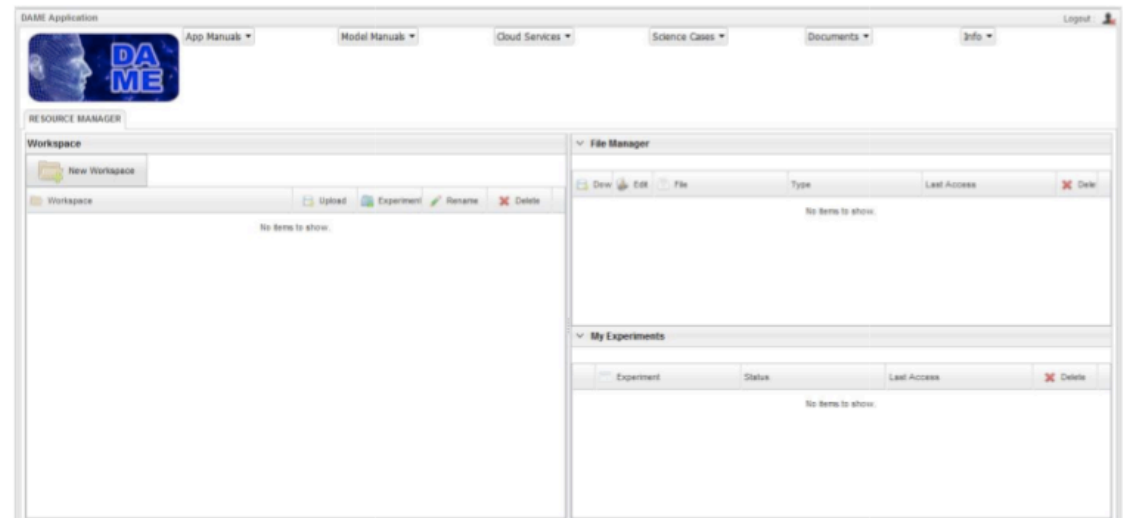 DAME Application
Logout:
App Manuals
Model Manuals
Cloud Services
Science Cases
Documents
Info
DA
ME
RESOURCE MANAGER
Workspace
New Workspace
Workspace
Upload
Experiment
Rename
Delete
No items to show.
File Manager
Dow
Edit
File
Type
Last Access
Dele
No items to show.
My Experiments
Experiment
Status
Last Access
Delete
No items to show.